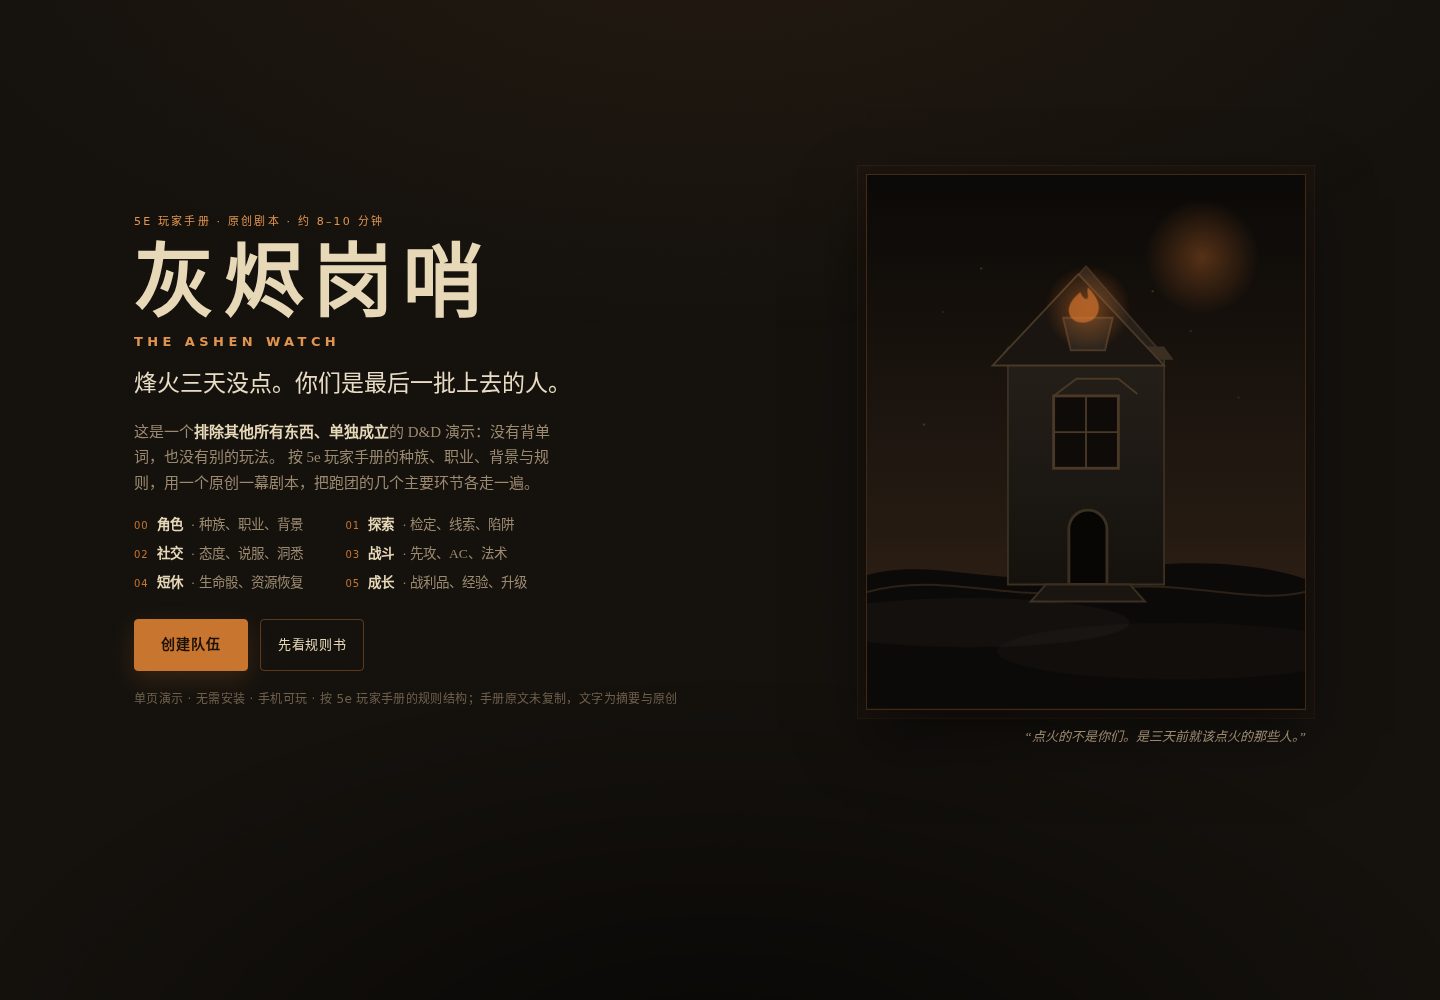 5E 玩家手册 · 原创剧本 · 约 8–10 分钟
灰烬岗哨
THE ASHEN WATCH
烽火三天没点。你们是最后一批上去的人。
这是一个排除其他所有东西、单独成立的 D&D 演示：没有背单
词，也没有别的玩法。 按 5e 玩家手册的种族、职业、背景与规
则，用一个原创一幕剧本，把跑团的几个主要环节各走一遍。
00 角色 · 种族、职业、背景
01 探索 · 检定、线索、陷阱
02 社交 · 态度、说服、洞悉
03 战斗 · 先攻、AC、法术
04 短休 · 生命骰、资源恢复
05 成长 · 战利品、经验、升级
创建队伍
先看规则书
单页演示 · 无需安装 · 手机可玩 · 按 5e 玩家手册的规则结构；手册原文未复制，文字为摘要与原创
“点火的不是你们。是三天前就该点火的那些人。”